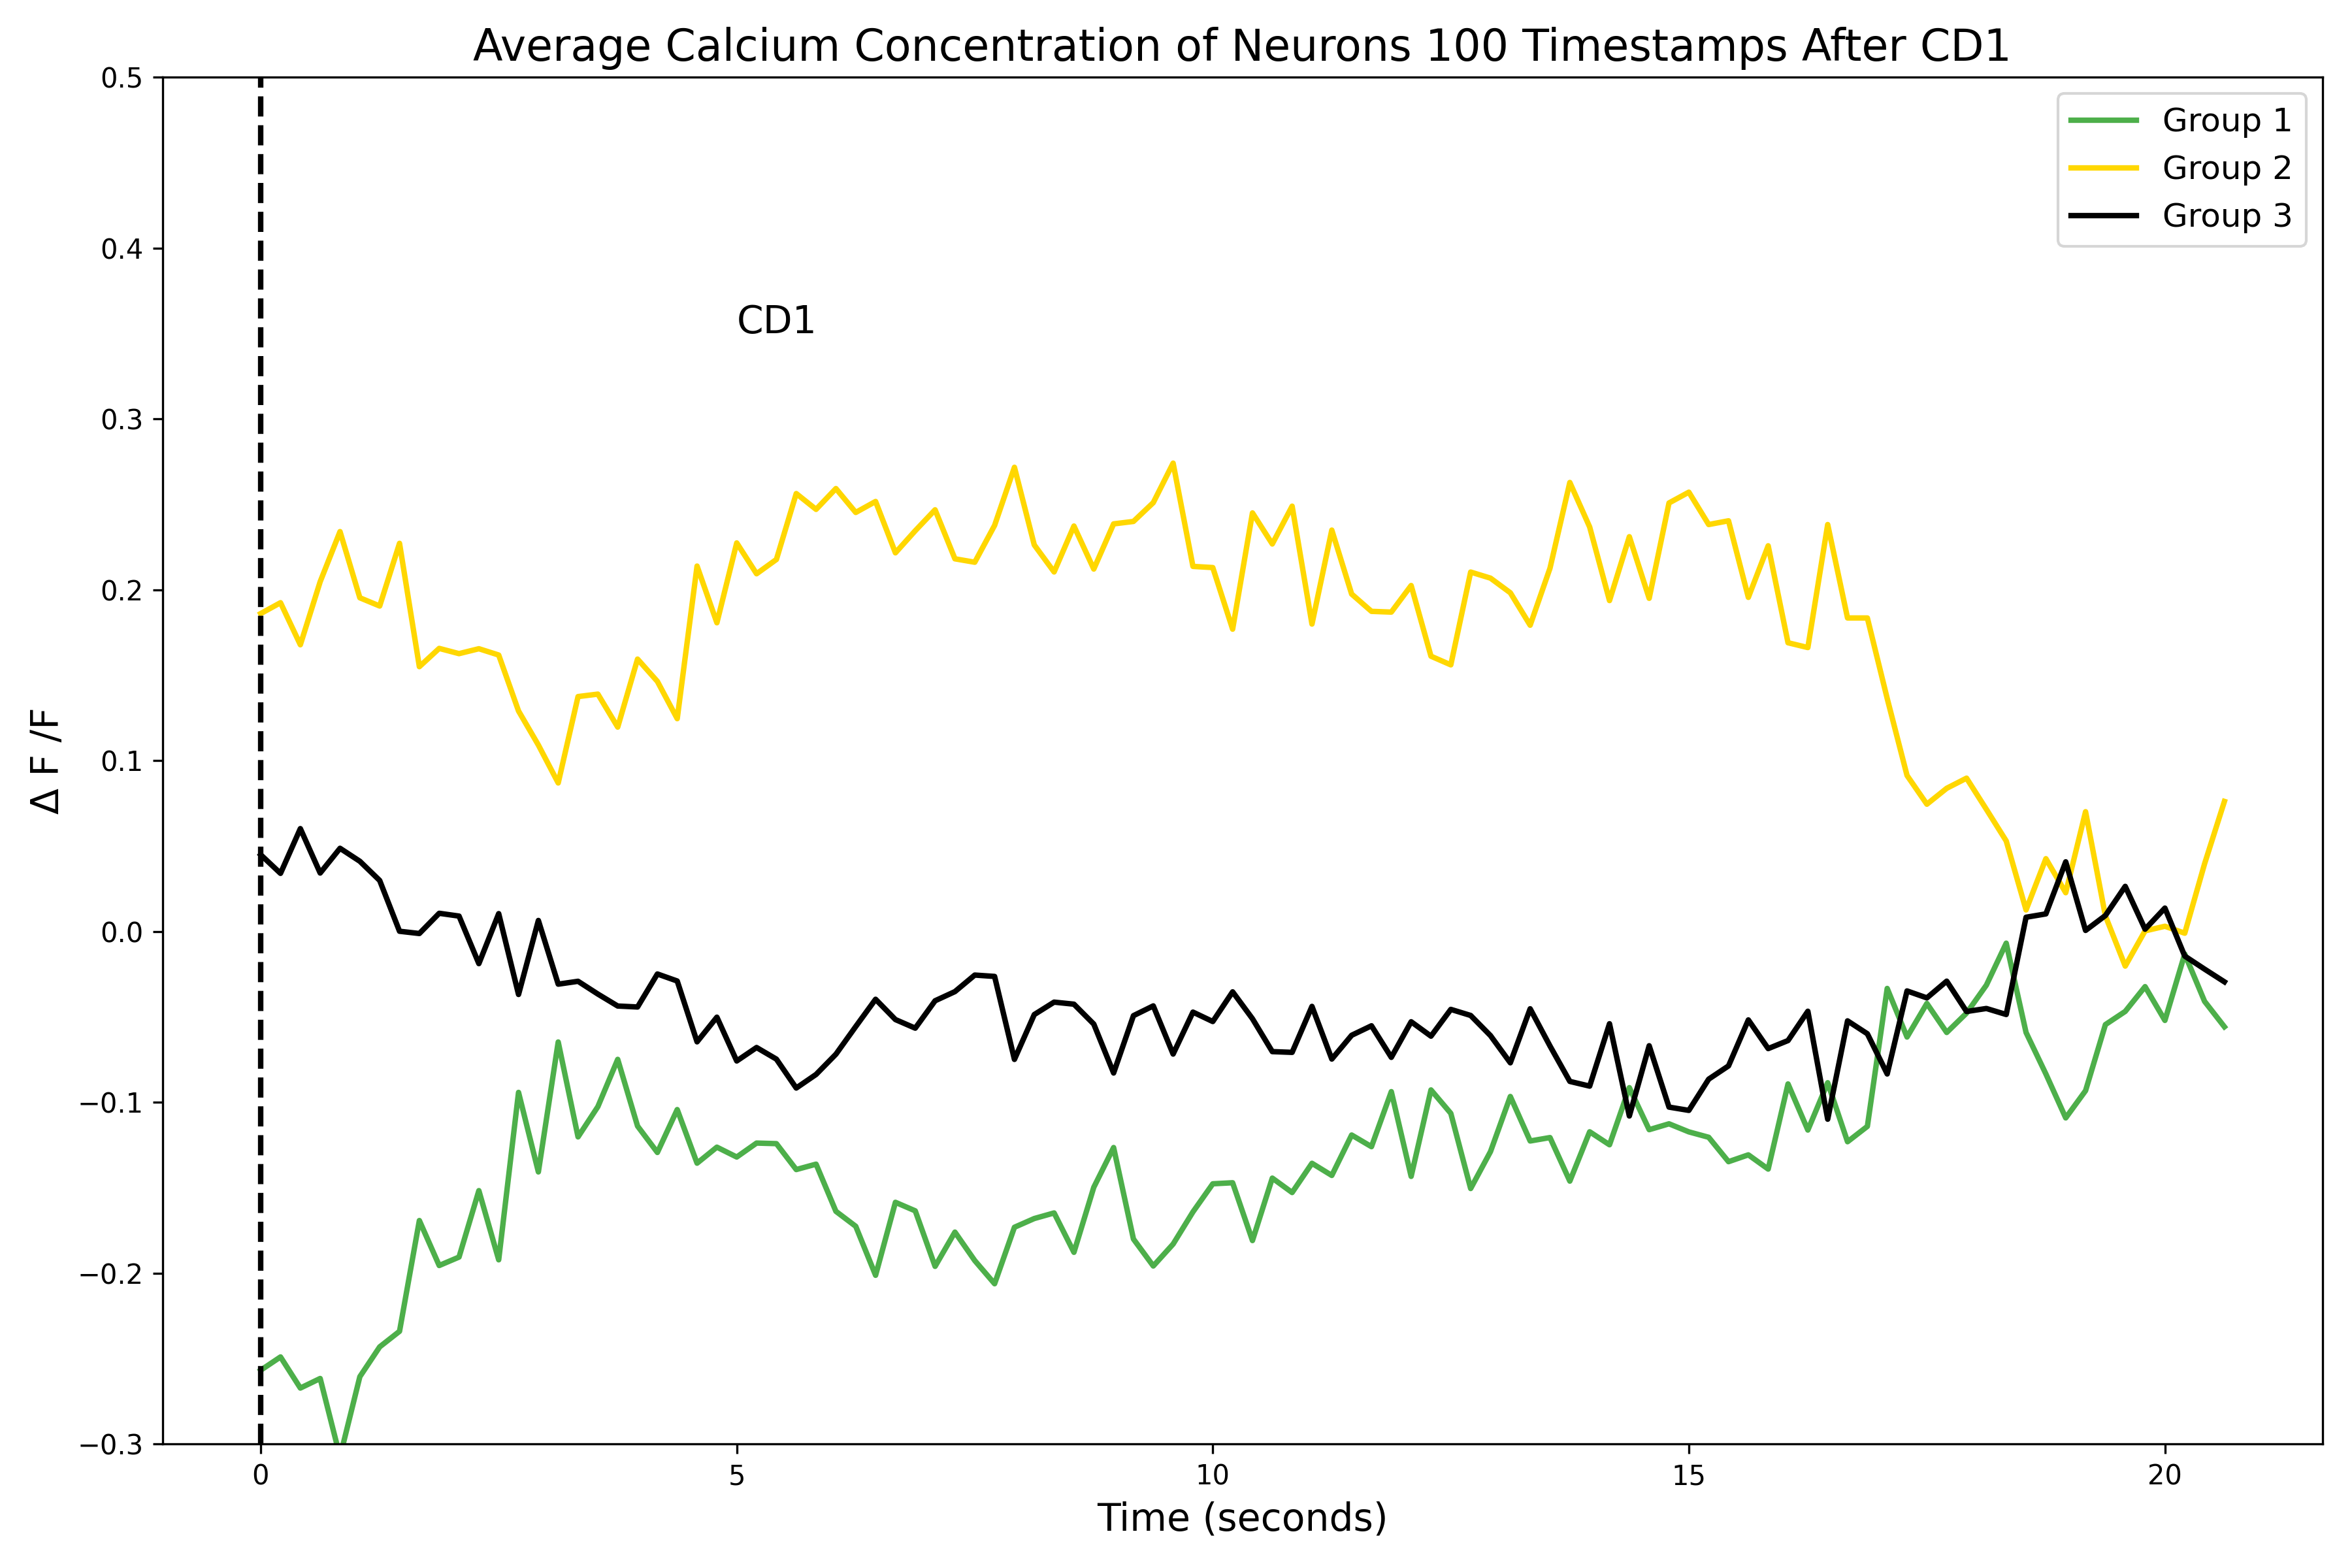 Average Calcium Concentration of Neurons 100 Timestamps After CD1
0.5
0.4
0.3
0.2
0.1
0.0
−0.1
−0.2
−0.3
Δ F /F
CD1
Group 1
Group 2
Group 3
0 5 10 15 20
Time (seconds)